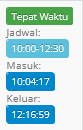 Tepat Waktu
Jadwal:
10:00-12:30
Masuk:
10:04:17
Keluar:
12:16:59